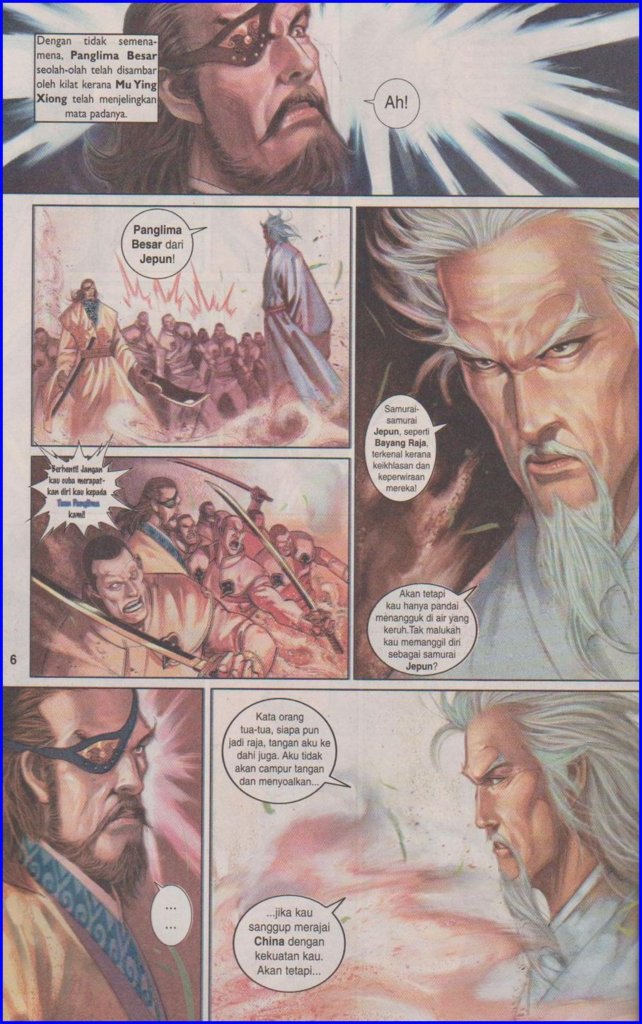 Dengan tidak semena-
mena, Panglima Besar
seolah-olah telah disambar
oleh kilat kerana Mu Ying
Xiong telah menjelingkan
mata padanya.
Ah!
Panglima
Besar dari
Jepun!
Samurai-
samurai
Jepun, seperti
Bayang Raja,
terkenal kerana
keikhlasan dan
keperwiraan
mereka!
Akan tetapi
kau hanya pandai
menangguk di air yang
keruh.Tak malukah
kau memanggil diri
sebagai samurai
Jepun?
Berhenti! Jangan
kau cuba merapat-
kan diri kau kepada
Tuan Panglima
kami!
6
...
...
Kata orang
tua-tua, siapa pun
jadi raja, tangan aku ke
dahi juga. Aku tidak
akan campur tangan
dan menyoalkan...
...jika kau
sanggup merajai
China dengan
kekuatan kau.
Akan tetapi...